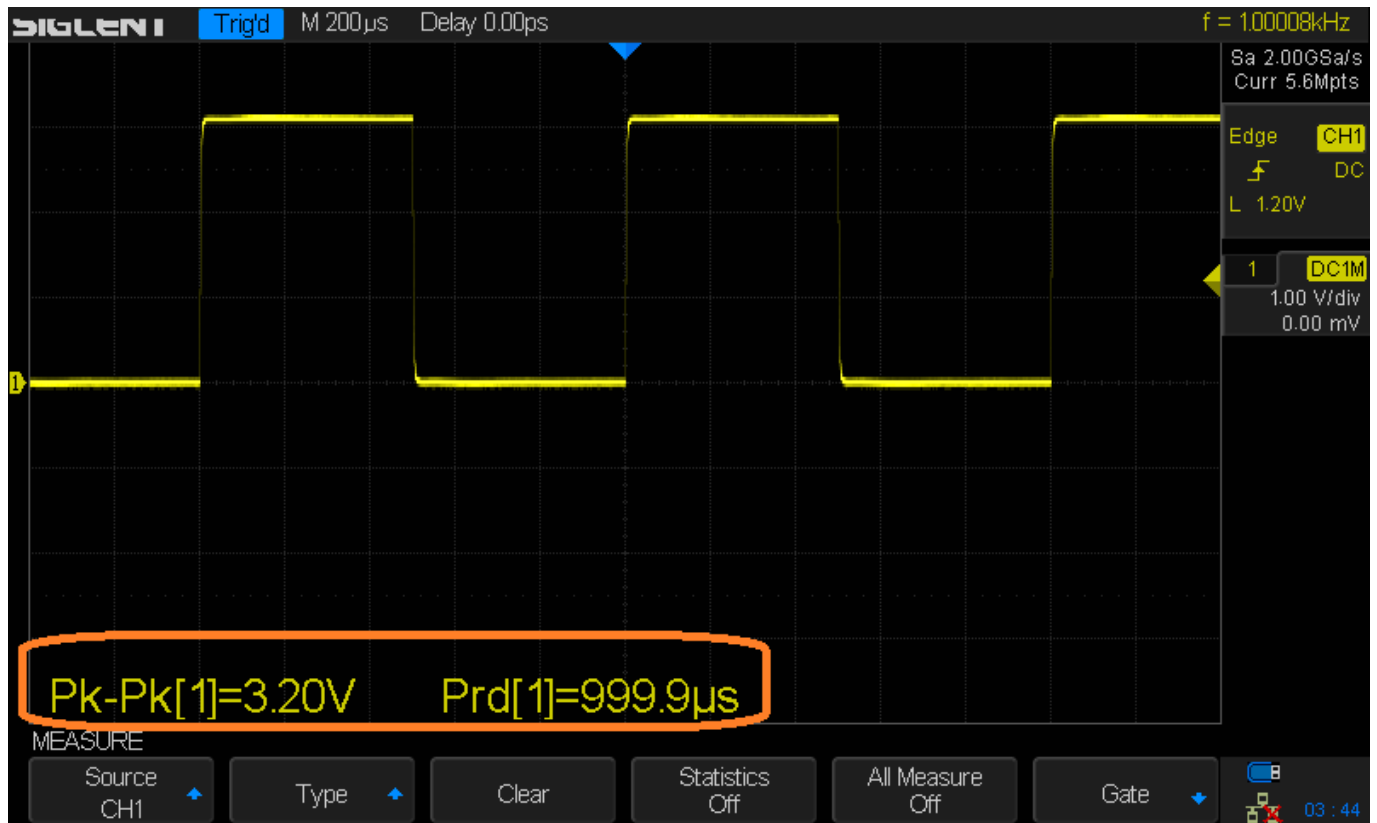 SIGLENT Trig'd M 200µs Delay 0.00ps f = 1.00008kHz
Sa 2.00GSa/s
Curr 5.6Mpts
Edge CH1
DC
L 1.20V
1 DC1M
1.00 V/div
0.00 mV
1
Pk-Pk[1]=3.20V Prd[1]=999.9µs
MEASURE
Source
CH1
Type
Clear
Statistics
Off
All Measure
Off
Gate
03 : 44